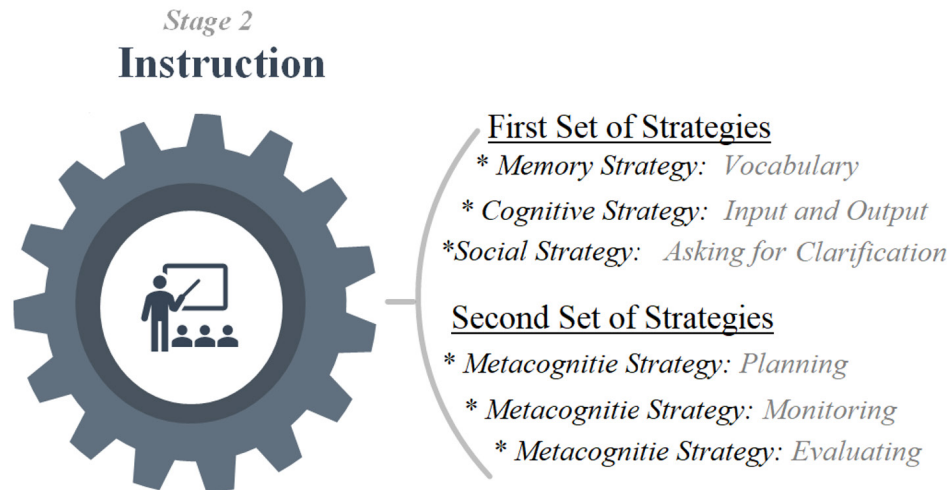 Stage 2
Instruction
First Set of Strategies
* Memory Strategy: Vocabulary
* Cognitive Strategy: Input and Output
*Social Strategy: Asking for Clarification
Second Set of Strategies
* Metacognitie Strategy: Planning
* Metacognitie Strategy: Monitoring
* Metacognitie Strategy: Evaluating